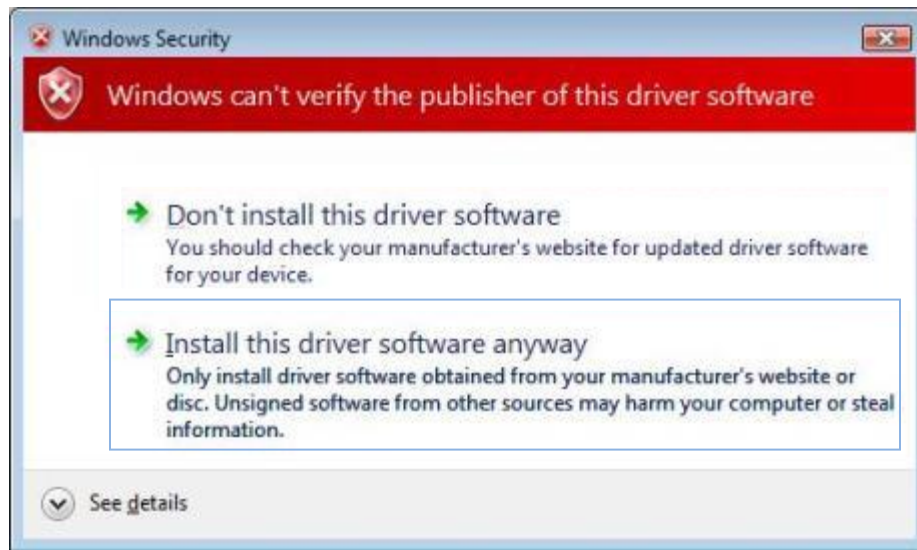 Windows Security
Windows can't verify the publisher of this driver software
Don't install this driver software
You should check your manufacturer's website for updated driver software
for your device.
Install this driver software anyway
Only install driver software obtained from your manufacturer's website or
disc. Unsigned software from other sources may harm your computer or steal
information.
See details